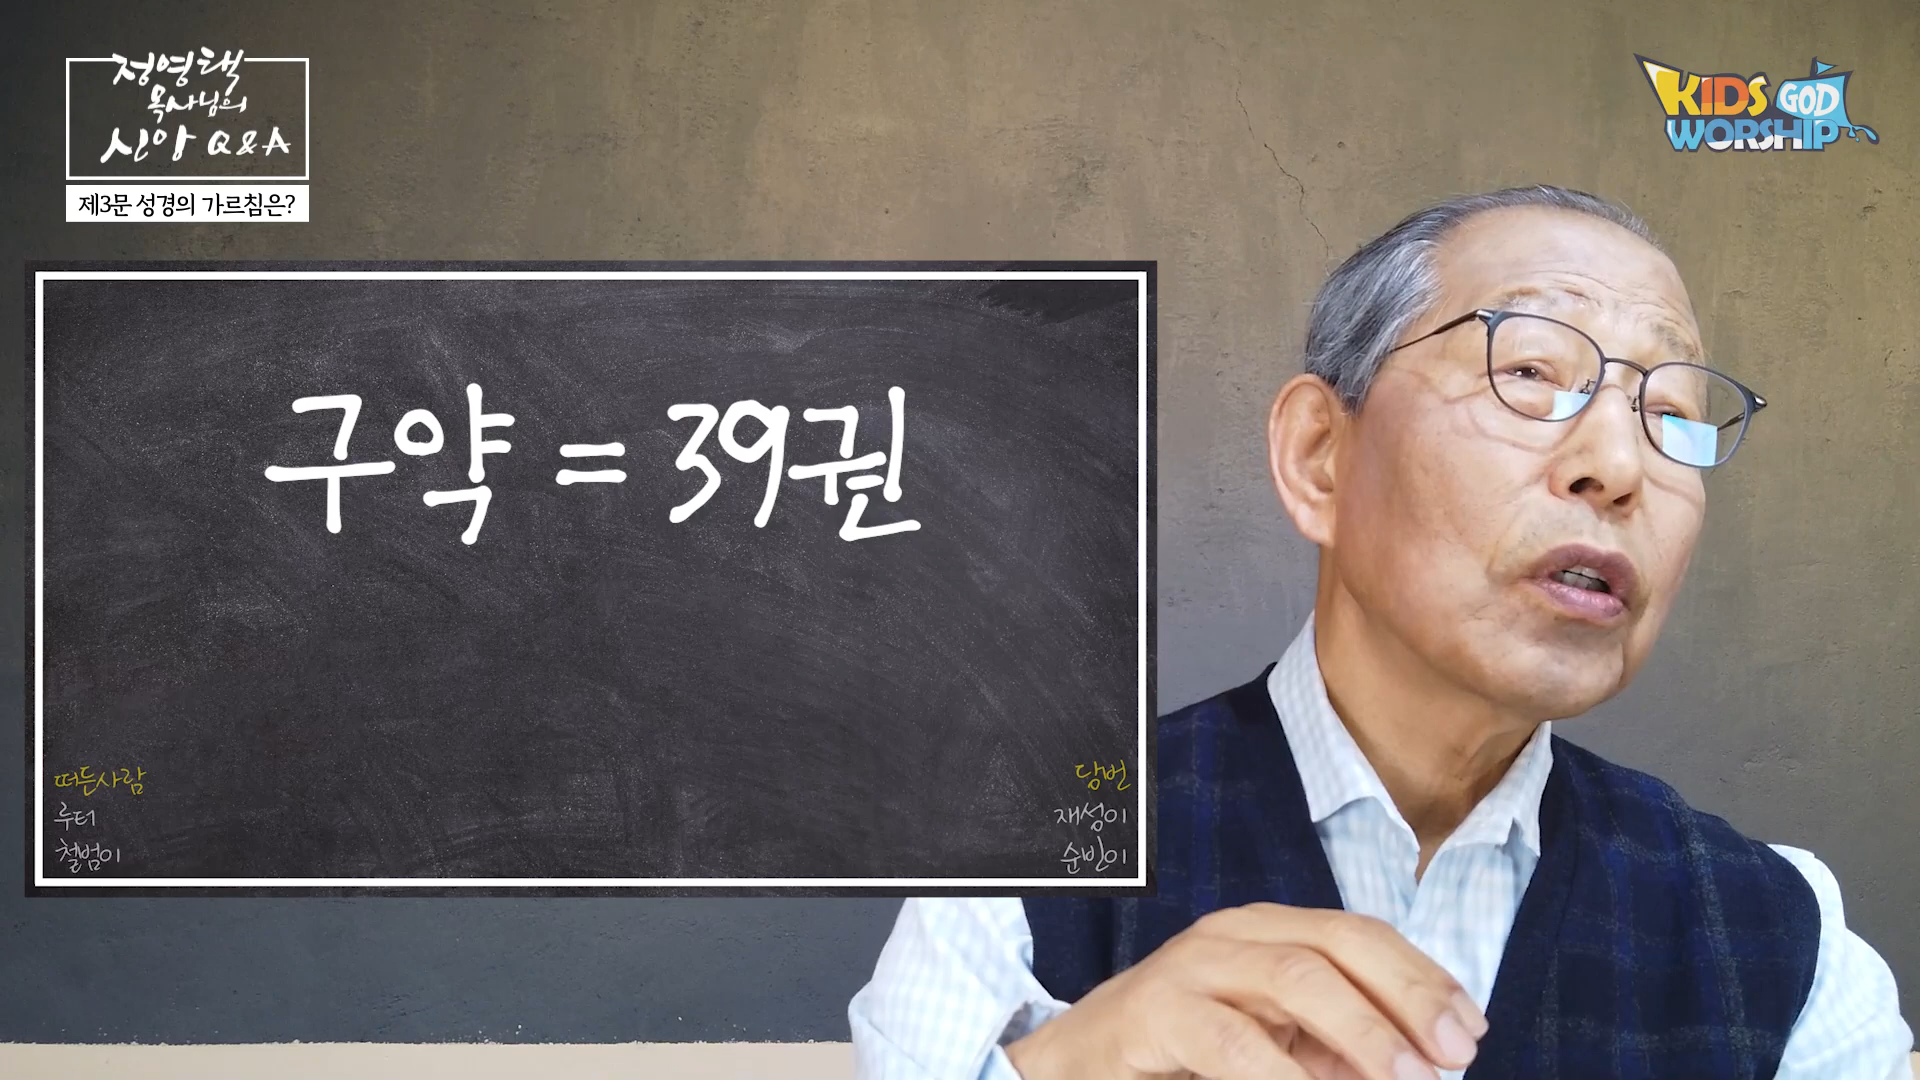 정영택
목사님의
신앙 Q&A
제3문 성경의 가르침은?
KIDS GOD
WORSHIP
구약 = 39권
떠든사람
루터
철범이
당번
재성이
순빈이